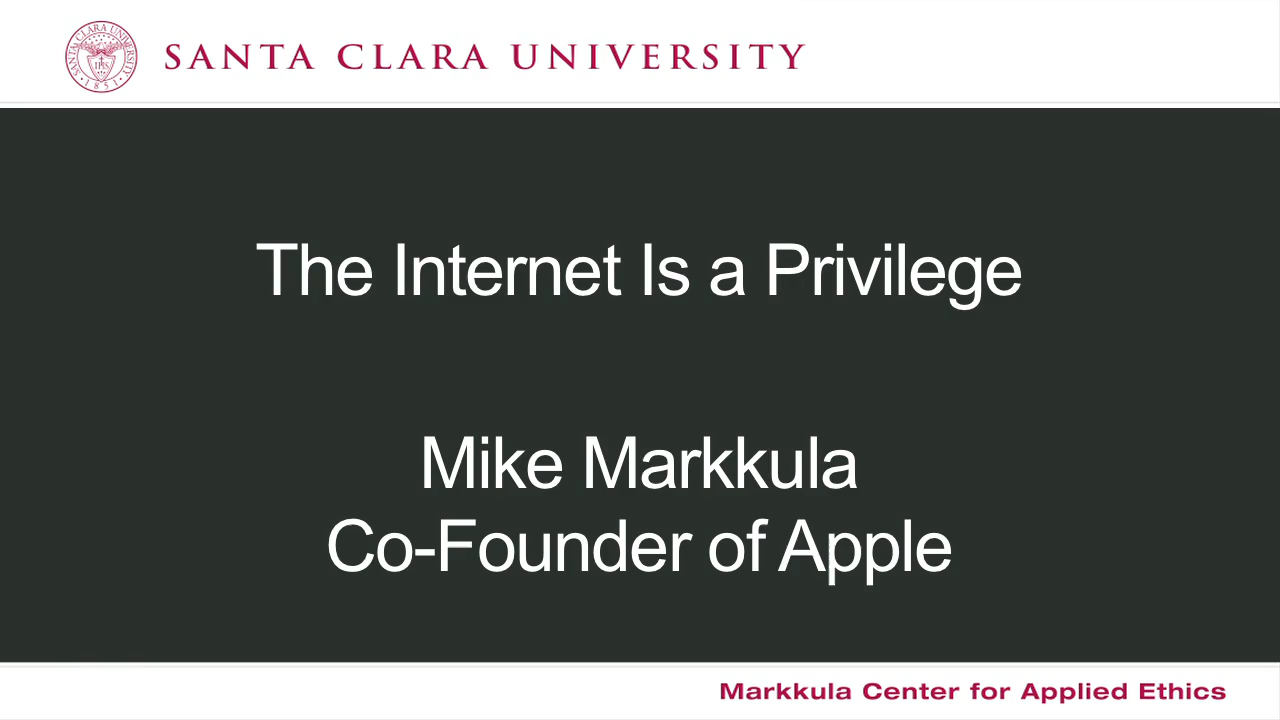 SANTA CLARA UNIVERSITY
The Internet Is a Privilege
Mike Markkula
Co-Founder of Apple
Markkula Center for Applied Ethics